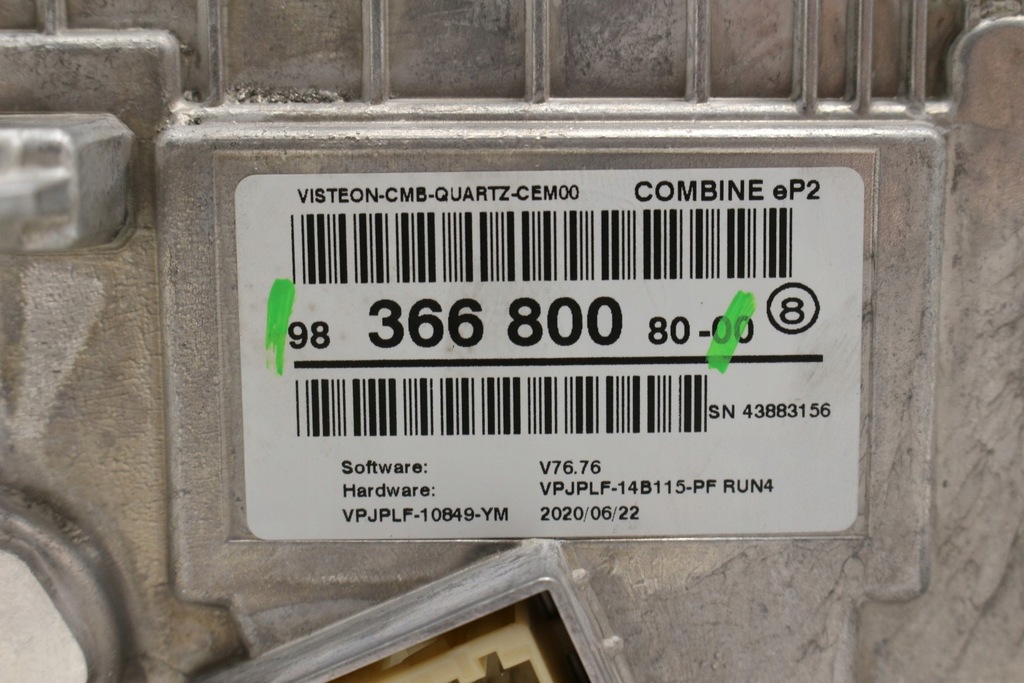 VISTEON-CMB-QUARTZ-CEM00 COMBINE eP2
98 366 800 80-00 8
SN 43883156
Software: V76.76
Hardware: VPJPLF-14B115-PF RUN4
VPJPLF-10849-YM 2020/06/22